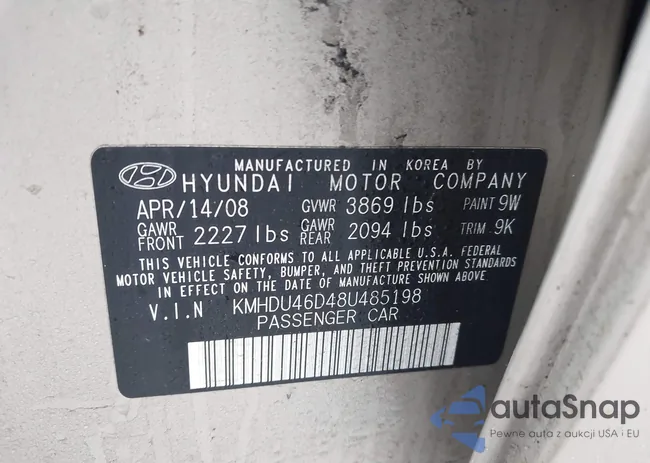 MANUFACTURED IN KOREA BY
HYUNDAI MOTOR COMPANY
APR/14/08 GVWR 3869 lbs PAINT 9W
GAWR FRONT 2227 lbs GAWR REAR 2094 lbs TRIM 9K
THIS VEHICLE CONFORMS TO ALL APPLICABLE U.S.A. FEDERAL
MOTOR VEHICLE SAFETY, BUMPER, AND THEFT PREVENTION STANDARDS
IN EFFECT ON THE DATE OF MANUFACTURE SHOWN ABOVE.
V.I.N KMHDU46D48U485198
PASSENGER CAR
autaSnap
Pewne auta z aukcji USA i EU